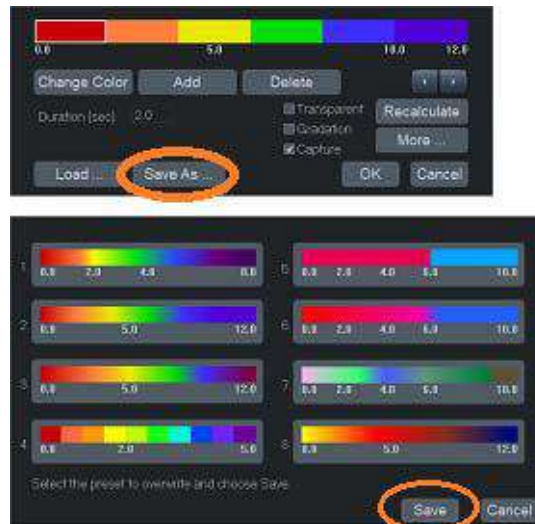 0.0 5.0 10.0 12.0
Change Color Add Delete
Duration (sec) 2.0
Transparent Recalculate
Gradation
Capture More ...
Load ... Save As ... OK Cancel
1 0.0 2.0 4.0 8.0
5 0.0 2.0 4.0 6.0 10.0
2 0.0 5.0 12.0
6 0.0 2.0 4.0 6.0 10.0
3 0.0 5.0 12.0
7 0.0 2.0 4.0 6.0 10.0
4 0.0 2.0 5.0
8 0.0 5.0 12.0
Select the preset to overwrite and choose Save.
Save Cancel